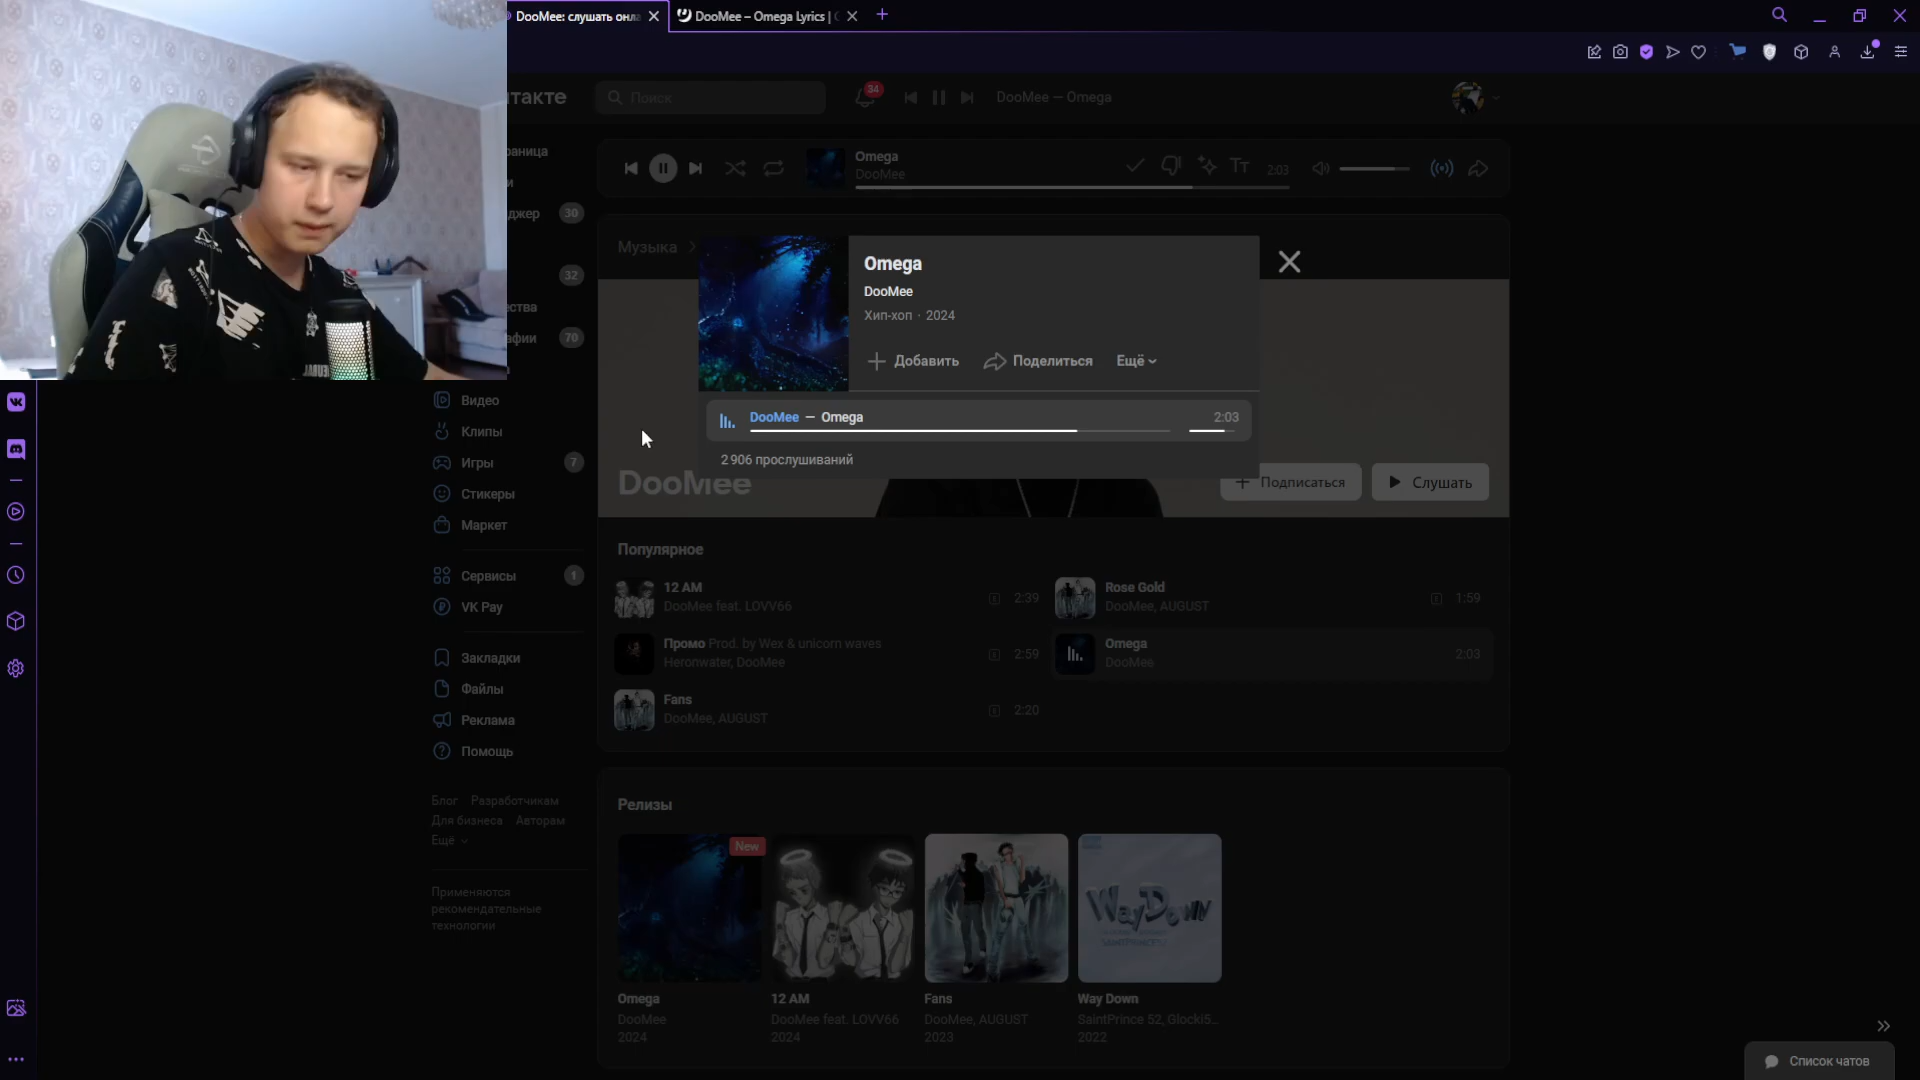 DooMee: слушать онл
DooMee – Omega Lyrics |
нтакте
Поиск
34
DooMee — Omega
раница
и
джер 30
32
ества
афии 70
Видео
Клипы
Игры 7
Стикеры
Маркет
Сервисы 1
VK Pay
Закладки
Файлы
Реклама
Помощь
Блог Разработчикам
Для бизнеса Авторам
Ещё
Применяются
рекомендательные
технологии
Omega
DooMee
2:03
Музыка
Omega
DooMee
Хип-хоп · 2024
Добавить Поделиться Ещё
DooMee — Omega 2:03
2 906 прослушиваний
DooMee
Подписаться
Слушать
Популярное
12 AM
DooMee feat. LOVV66
E 2:39
Rose Gold
DooMee, AUGUST
E 1:59
Промо Prod. by Wex & unicorn waves
Heronwater, DooMee
E 2:59
Omega
DooMee
2:03
Fans
DooMee, AUGUST
E 2:20
Релизы
New
WayDown
Omega
DooMee
2024
12 AM
DooMee feat. LOVV66
2024
Fans
DooMee, AUGUST
2023
Way Down
SaintPrince 52, Glocki5...
2022
Список чатов